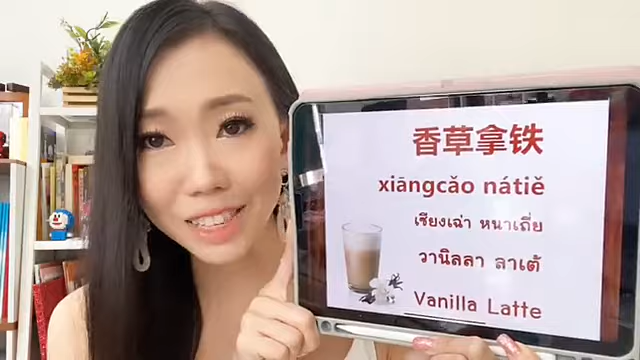 香草拿铁
xiāngcǎo nátiě
เซียงเฉ่า หนาเถี่ย
วานิลลา ลาเต้
Vanilla Latte